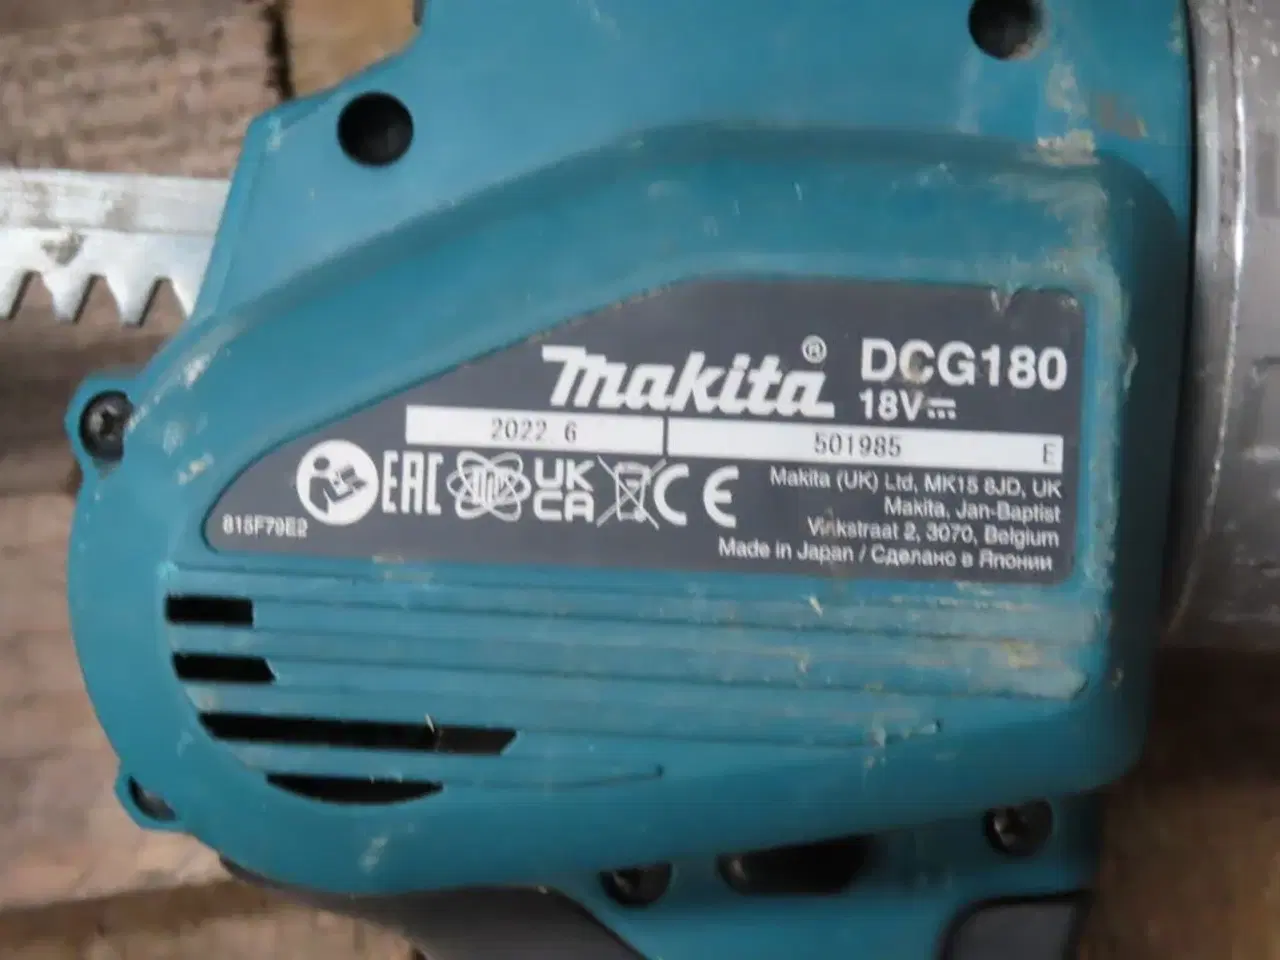 makita® DCG180
18V
2022 6 501985 E
EAC UK CA CE
815F79E2
Makita (UK) Ltd, MK15 8JD, UK
Makita, Jan-Baptist
Vinkstraat 2, 3070, Belgium
Made in Japan / Сделано в Японии